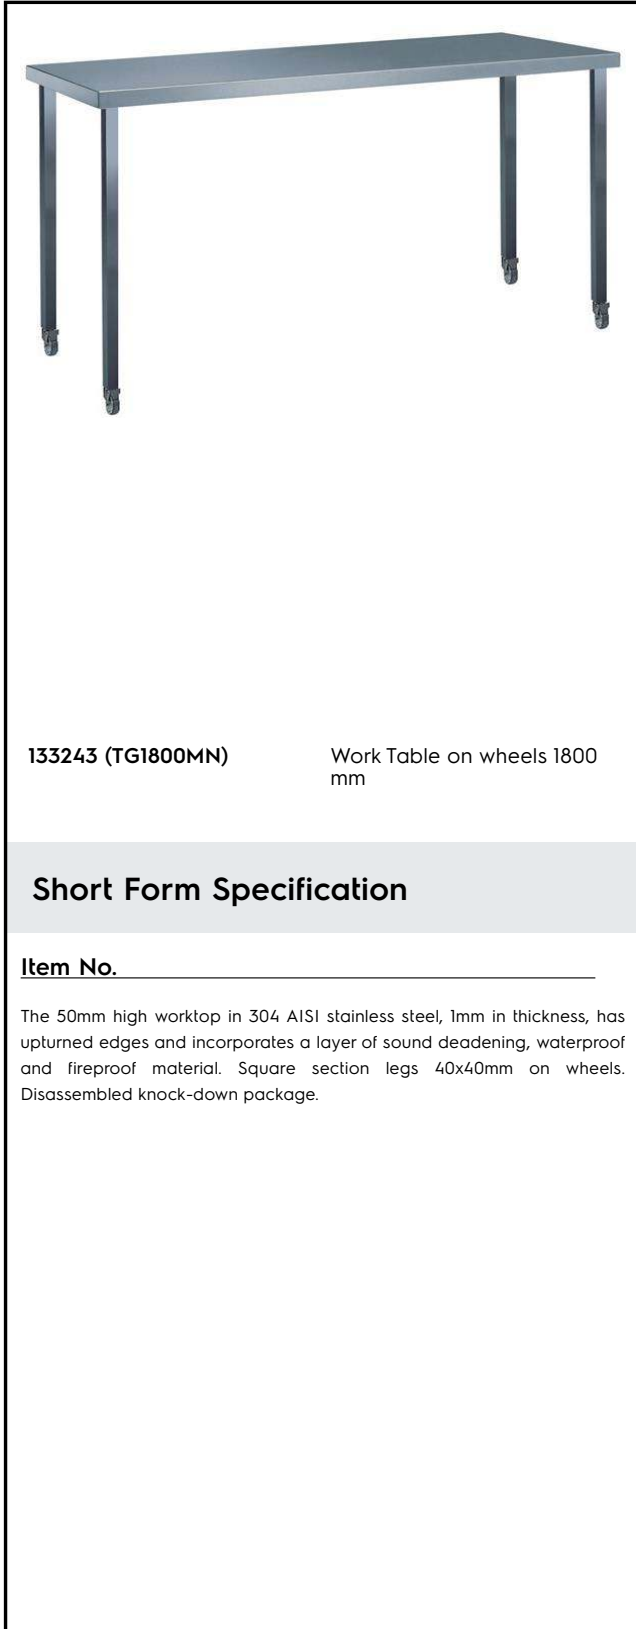 133243 (TG1800MN)
Work Table on wheels 1800
mm
Short Form Specification
Item No.
The 50mm high worktop in 304 AISI stainless steel, 1mm in thickness, has
upturned edges and incorporates a layer of sound deadening, waterproof
and fireproof material. Square section legs 40x40mm on wheels.
Disassembled knock-down package.